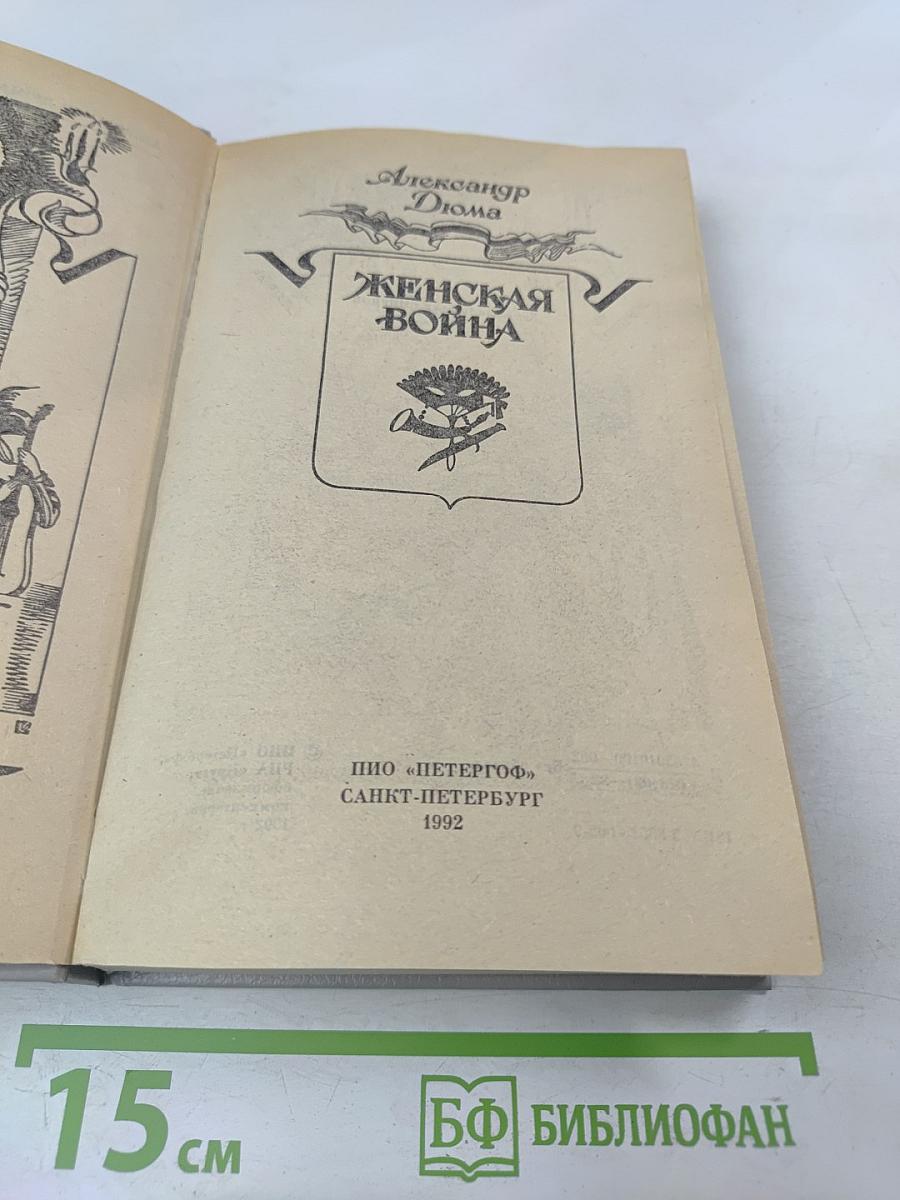 Александр
Дюма
ЖЕНСКАЯ
ВОЙНА
ПИО «ПЕТЕРГОФ»
САНКТ-ПЕТЕРБУРГ
1992
15 см
БФ БИБЛИОФАН